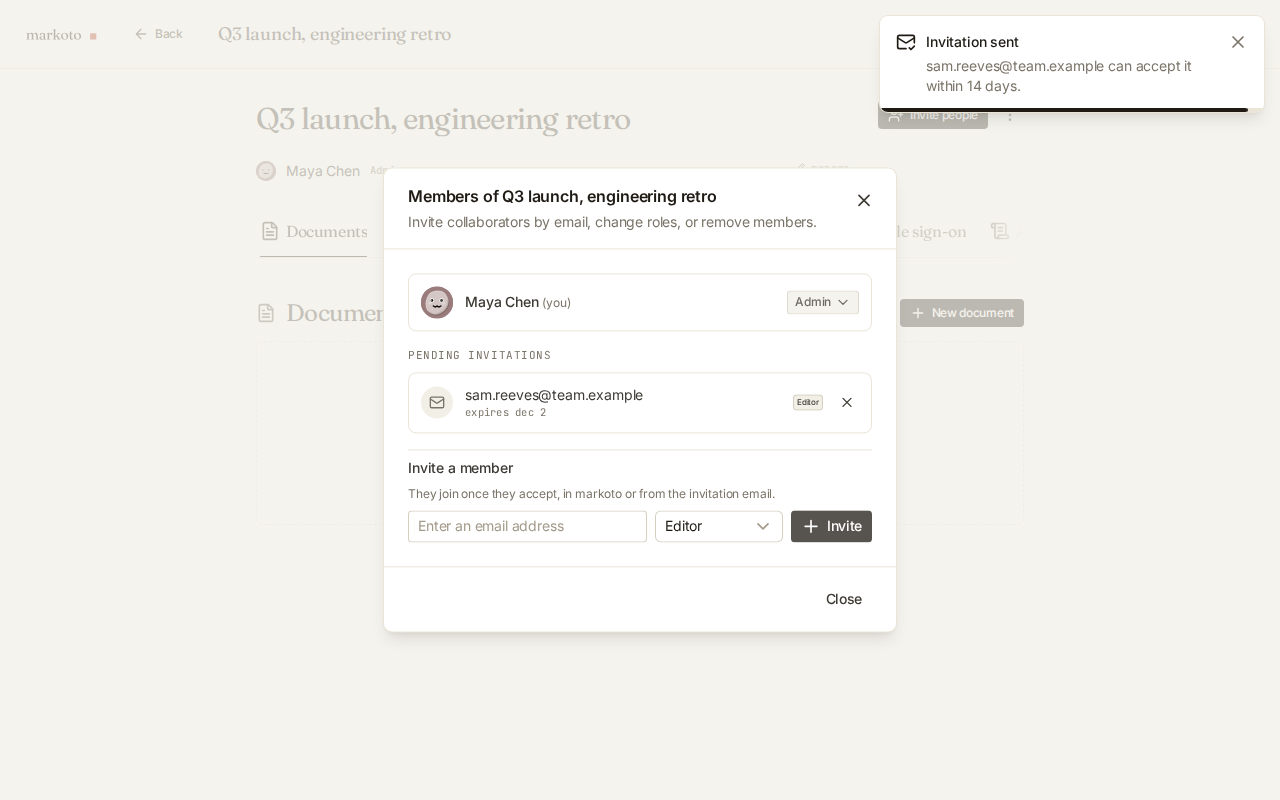 markoto
Back
Q3 launch, engineering retro
Invitation sent
sam.reeves@team.example can accept it
within 14 days.
Q3 launch, engineering retro
Invite people
Maya Chen
Members of Q3 launch, engineering retro
Invite collaborators by email, change roles, or remove members.
Documents
le sign-on
Maya Chen (you)
Admin
Documen
New document
PENDING INVITATIONS
sam.reeves@team.example
expires dec 2
Editor
Invite a member
They join once they accept, in markoto or from the invitation email.
Enter an email address
Editor
Invite
Close